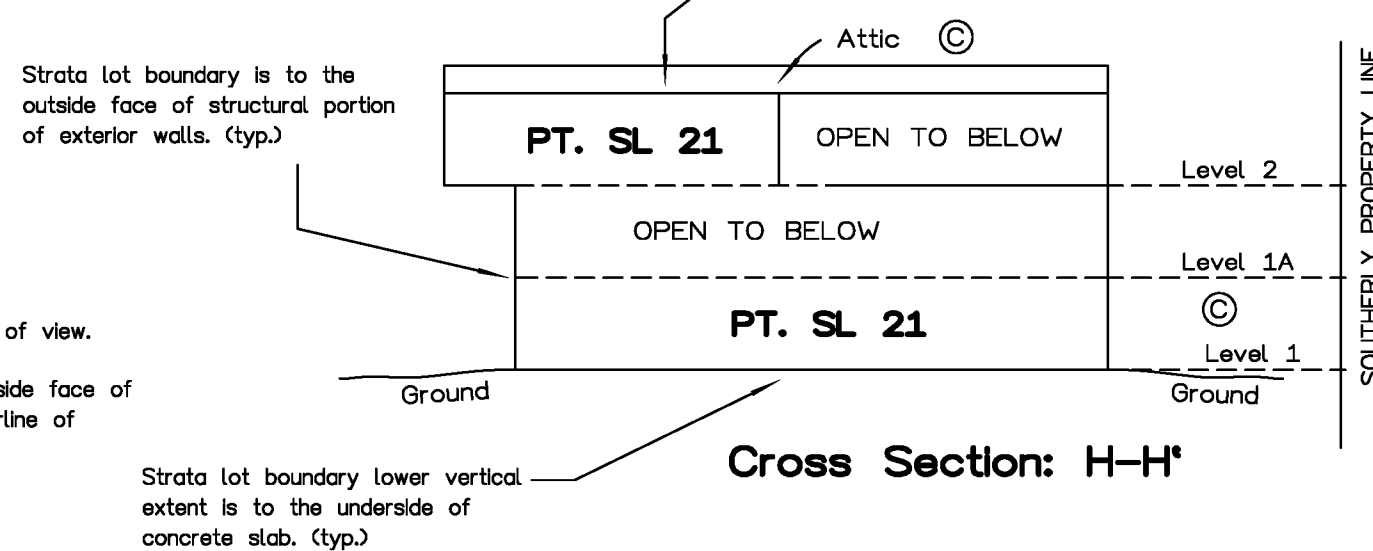 Attic Ⓒ
Strata lot boundary is to the
outside face of structural portion
of exterior walls. (typ.)
PT. SL 21
OPEN TO BELOW
Level 2
OPEN TO BELOW
Level 1A
PT. SL 21
Ⓒ
Level 1
SOUTHERLY PROPERTY LINE
of view.
face of
of
Ground
Ground
Cross Section: H-H'
Strata lot boundary lower vertical
extent is to the underside of
concrete slab. (typ.)